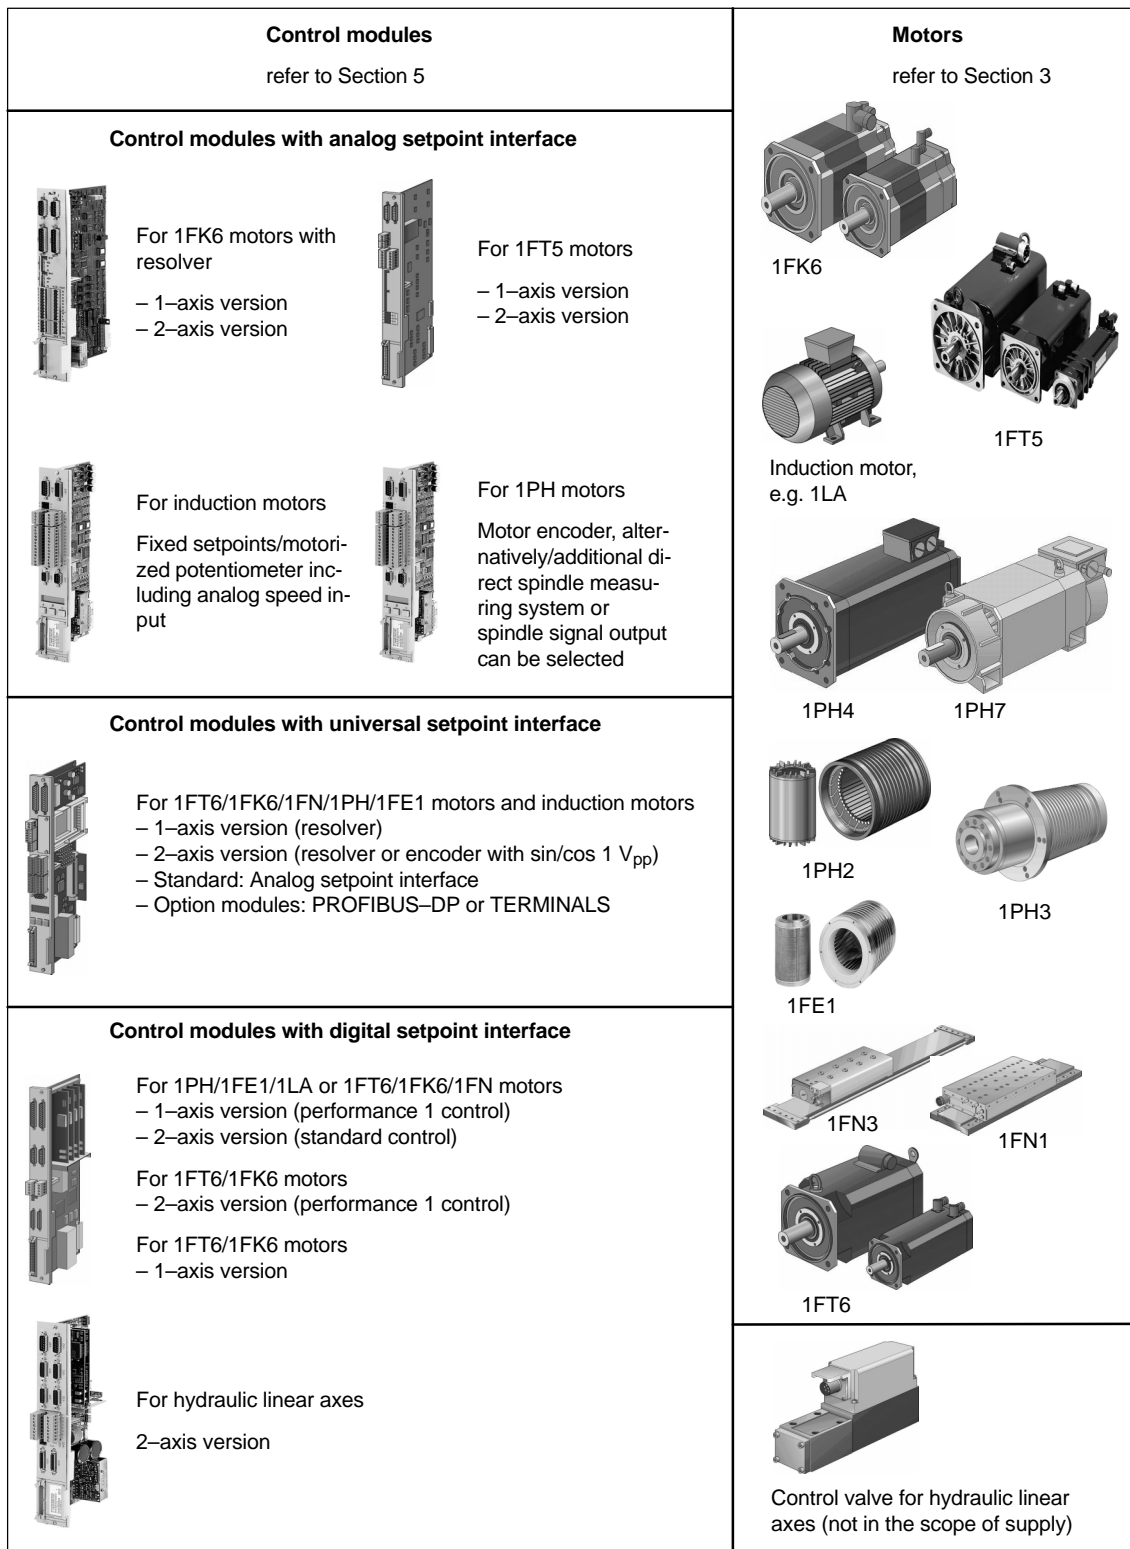 Control modules
refer to Section 5
Control modules with analog setpoint interface
For 1FK6 motors with
resolver
– 1–axis version
– 2–axis version
For 1FT5 motors
– 1–axis version
– 2–axis version
For induction motors
Fixed setpoints/motori-
zed potentiometer inc-
luding analog speed in-
put
For 1PH motors
Motor encoder, alter-
natively/additional di-
rect spindle measu-
ring system or
spindle signal output
can be selected
Control modules with universal setpoint interface
For 1FT6/1FK6/1FN/1PH/1FE1 motors and induction motors
– 1–axis version (resolver)
– 2–axis version (resolver or encoder with sin/cos 1 Vpp)
– Standard: Analog setpoint interface
– Option modules: PROFIBUS–DP or TERMINALS
Control modules with digital setpoint interface
For 1PH/1FE1/1LA or 1FT6/1FK6/1FN motors
– 1–axis version (performance 1 control)
– 2–axis version (standard control)
For 1FT6/1FK6 motors
– 2–axis version (performance 1 control)
For 1FT6/1FK6 motors
– 1–axis version
For hydraulic linear axes
2–axis version
Motors
refer to Section 3
1FK6
1FT5
Induction motor,
e.g. 1LA
1PH4
1PH7
1PH2
1PH3
1FE1
1FN3
1FN1
1FT6
Control valve for hydraulic linear
axes (not in the scope of supply)